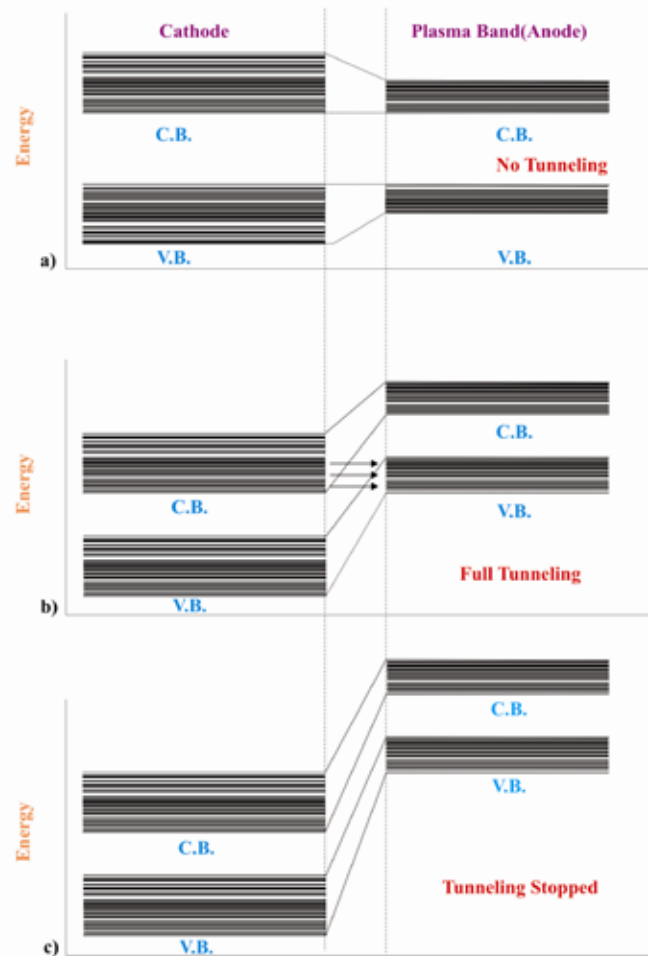 Cathode
Plasma Band(Anode)
Energy
C.B.
C.B.
No Tunneling
V.B.
V.B.
a)
Energy
C.B.
C.B.
V.B.
V.B.
Full Tunneling
b)
Energy
C.B.
C.B.
V.B.
Tunneling Stopped
V.B.
c)